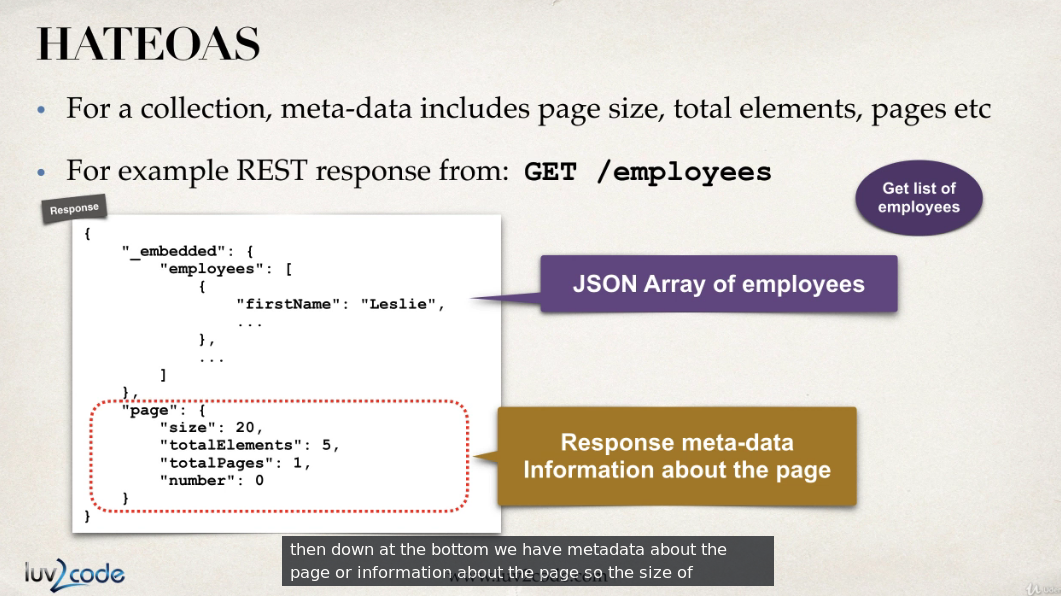 HATEOAS
• For a collection, meta-data includes page size, total elements, pages etc
• For example REST response from: GET /employees
Get list of
employees
Response
{
"_embedded": {
"employees": [
{
"firstName": "Leslie",
...
},
...
]
},
"page": {
"size": 20,
"totalElements": 5,
"totalPages": 1,
"number": 0
}
}
JSON Array of employees
Response meta-data
Information about the page
then down at the bottom we have metadata about the
page or information about the page so the size of
luv2code